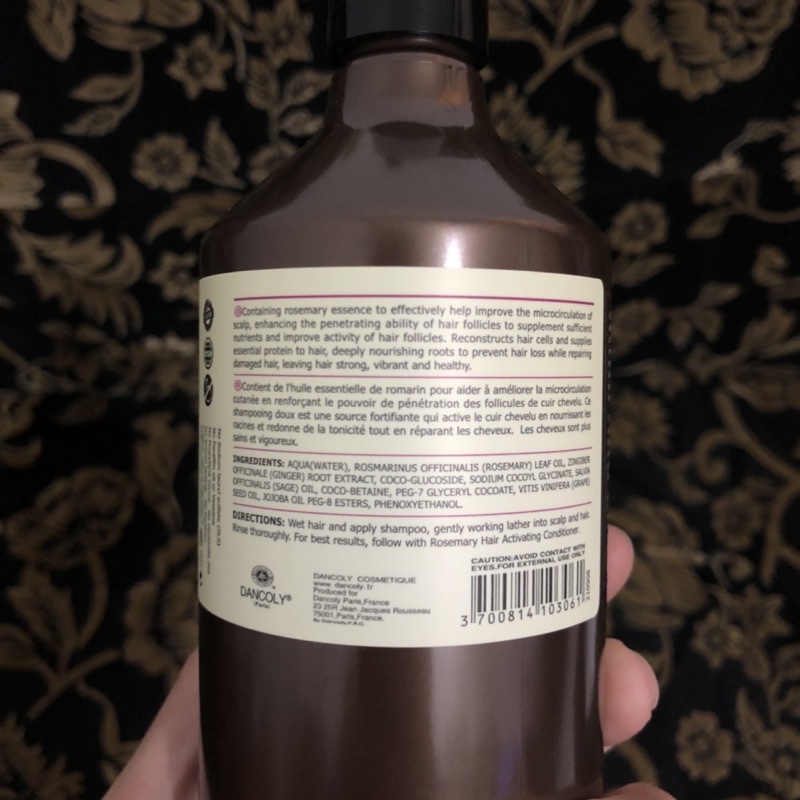 Containing rosemary essence to effectively help improve the microcirculation of
scalp, enhancing the penetrating ability of hair follicles to supplement sufficient
nutrients and improve activity of hair follicles. Reconstructs hair cells and supplies
essential protein to hair, deeply nourishing roots to prevent hair loss while repairing
damaged hair, leaving hair strong, vibrant and healthy.
Contient de l'huile essentielle de romarin pour aider à améliorer la microcirculation
cutanée en renforçant le pouvoir de pénétration des follicules de cuir chevelu. Ce
shampooing doux est une source fortifiante qui active le cuir chevelu en nourrissant les
racines et redonne de la tonicité tout en réparant les cheveux. Les cheveux sont plus
sains et vigoureux.
INGREDIENTS: AQUA(WATER), ROSMARINUS OFFICINALIS (ROSEMARY) LEAF OIL, ZINGIBER
OFFICINALE (GINGER) ROOT EXTRACT, COCO-GLUCOSIDE, SODIUM COCOYL GLYCINATE, SALVIA
OFFICINALIS (SAGE) OIL, COCO-BETAINE, PEG-7 GLYCERYL COCOATE, VITIS VINIFERA (GRAPE)
SEED OIL, JOJOBA OIL PEG-8 ESTERS, PHENOXYETHANOL.
DIRECTIONS: Wet hair and apply shampoo, gently working lather into scalp and hair.
Rinse thoroughly. For best results, follow with Rosemary Hair Activating Conditioner.
CAUTION:AVOID CONTACT WITH
EYES.FOR EXTERNAL USE ONLY
DANCOLY®
(Paris)
DANCOLY COSMETIQUE
www.dancoly.fr
Produced for
Dancoly Paris,France
23 25R Jean Jacques Rousseau
75001,Paris,France.
3 700814 103061